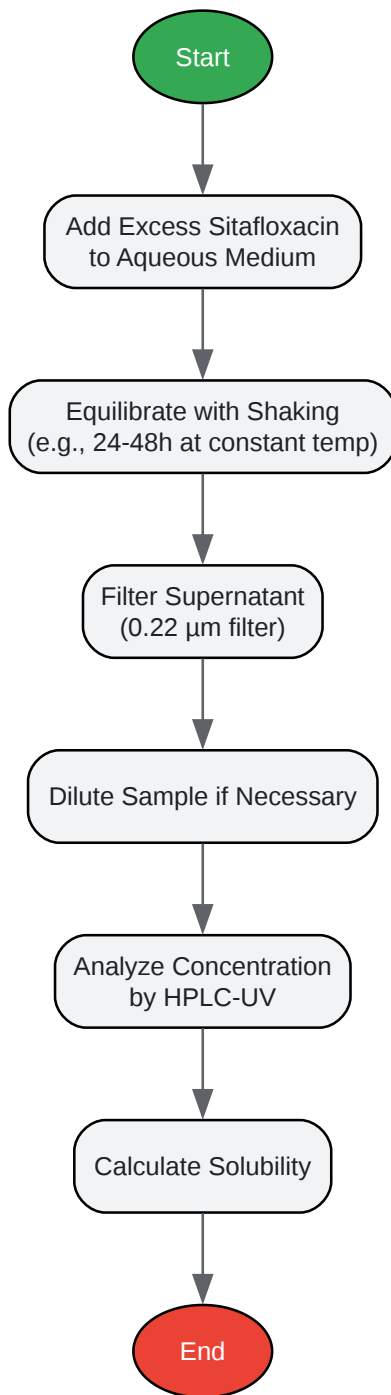 Start
Add Excess Sitafloxacin
to Aqueous Medium
Equilibrate with Shaking
(e.g., 24-48h at constant temp)
Filter Supernatant
(0.22 µm filter)
Dilute Sample if Necessary
Analyze Concentration
by HPLC-UV
Calculate Solubility
End